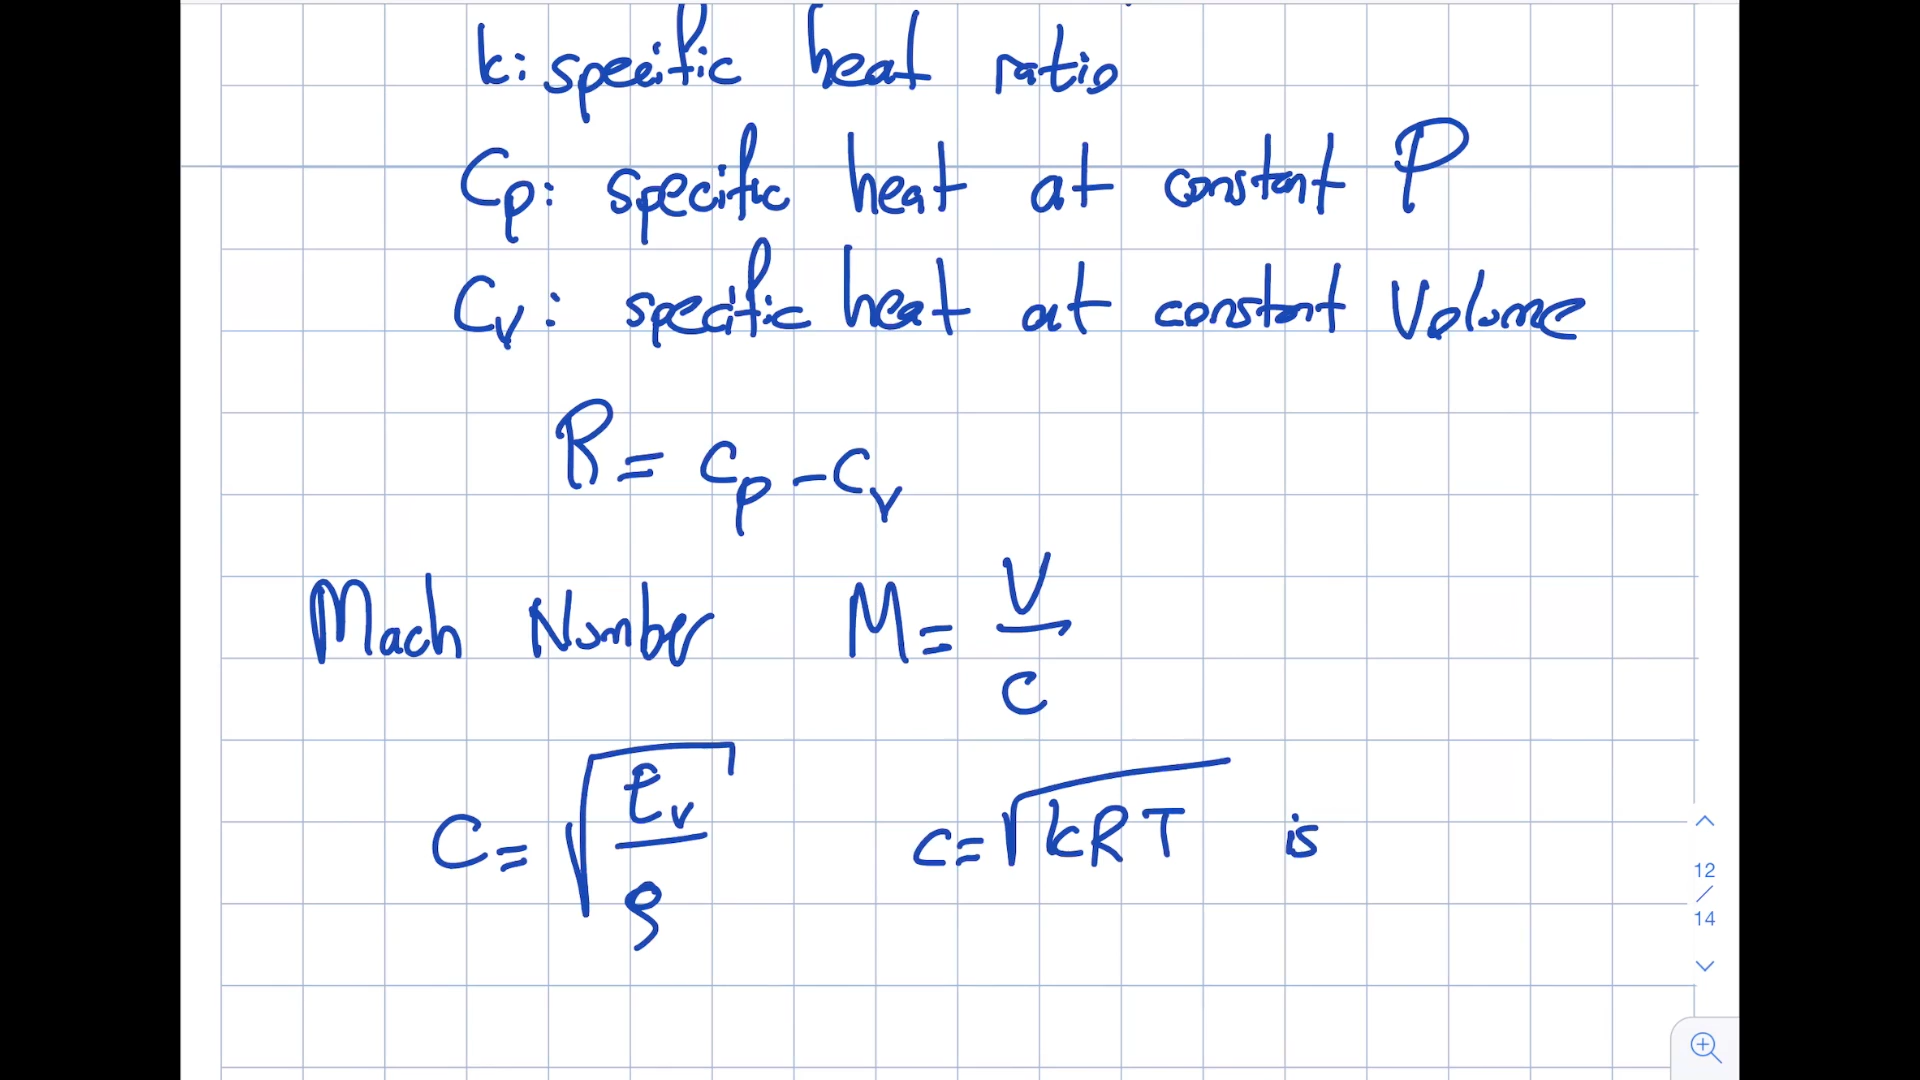 k: specific heat ratio
Cp: specific heat at constant P
Cv: specific heat at constant Volume
R = Cp - Cv
Mach Number M = V / C
C = √(Ev / ρ) c = √kRT is
12
/
14